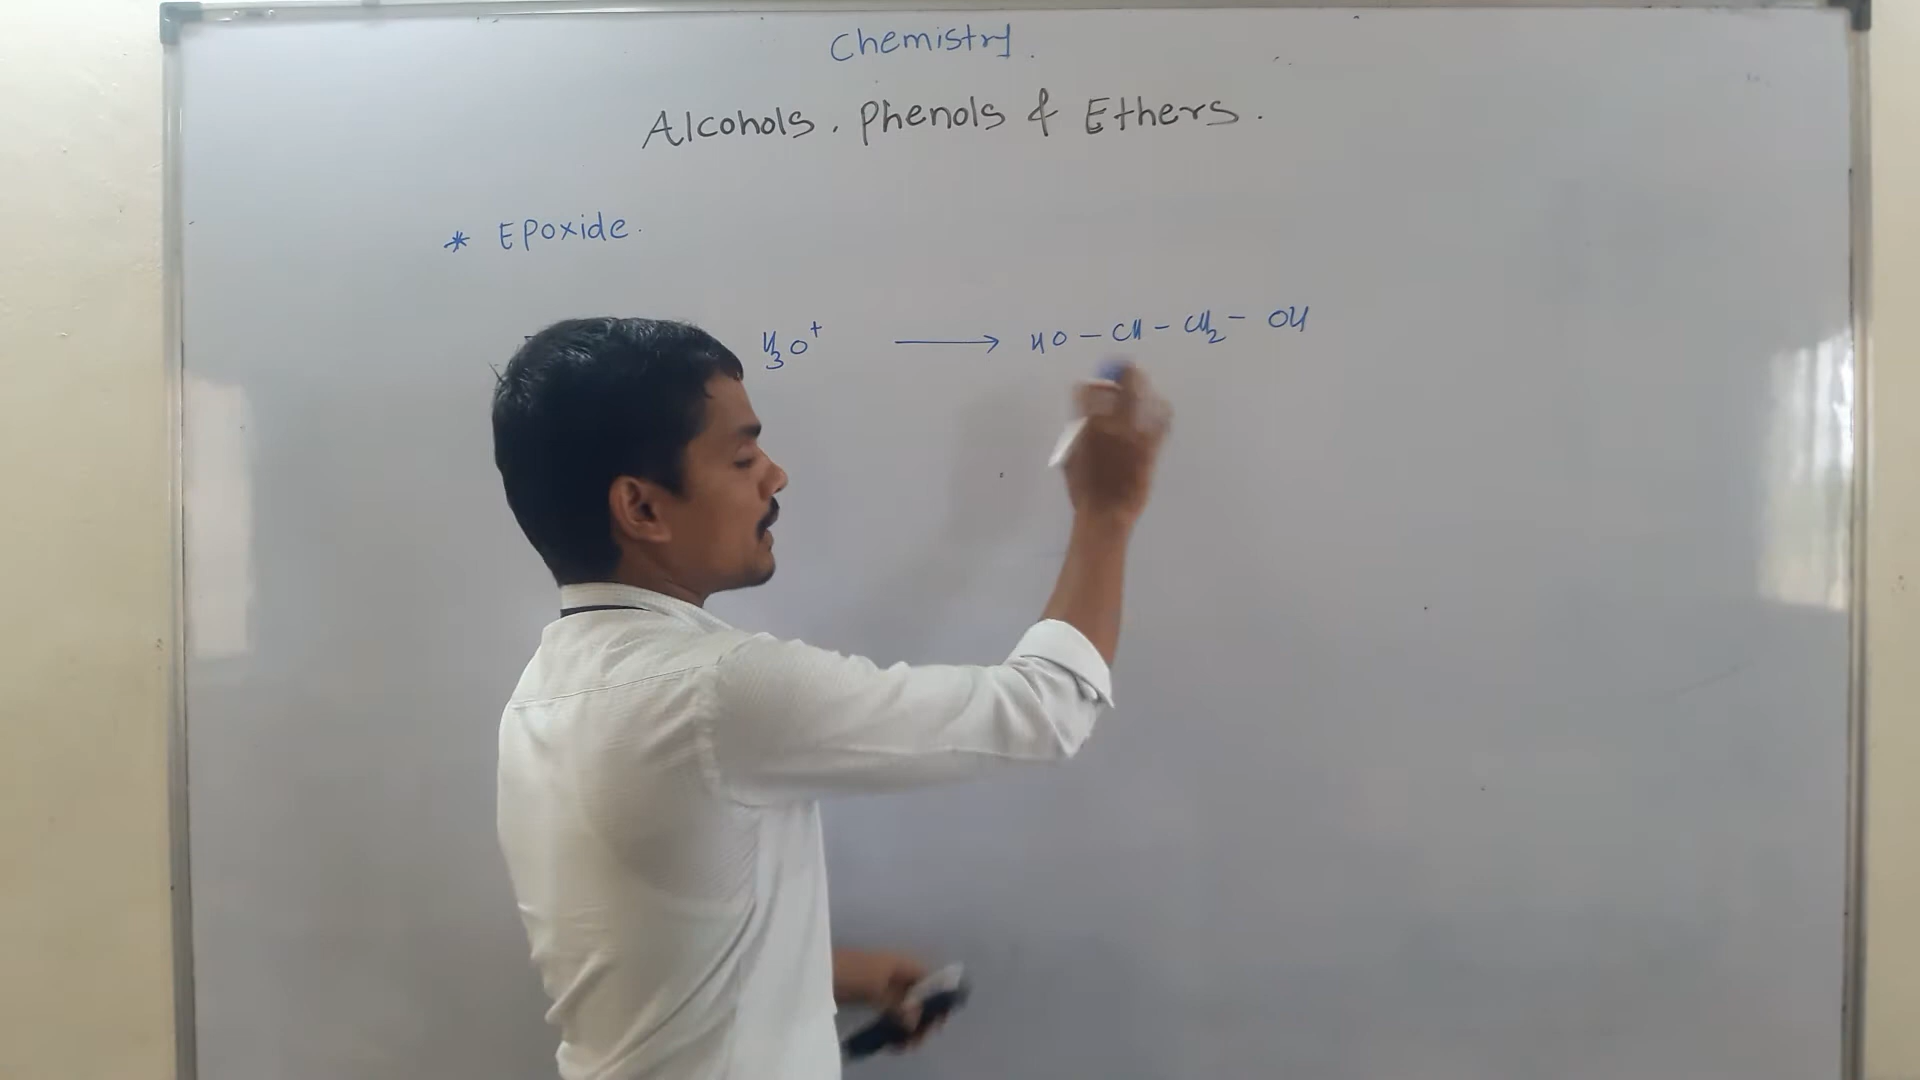 Chemistry.
Alcohols, Phenols & Ethers.
* Epoxide.
H₃O⁺ ⟶ HO – CH – CH₂ – OH